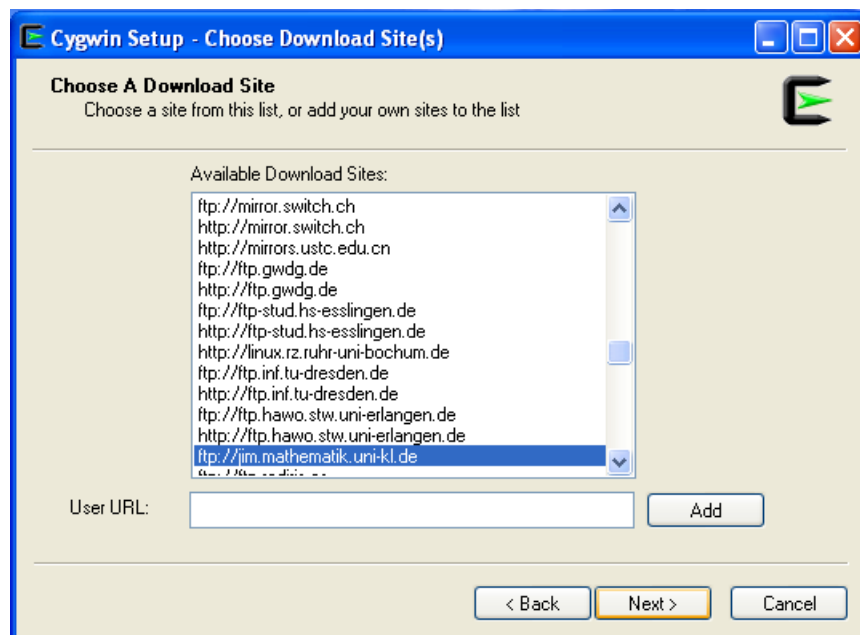 Cygwin Setup - Choose Download Site(s)
Choose A Download Site
Choose a site from this list, or add your own sites to the list
Available Download Sites:
ftp://mirror.switch.ch
http://mirror.switch.ch
http://mirrors.ustc.edu.cn
ftp://ftp.gwdg.de
http://ftp.gwdg.de
ftp://ftp-stud.hs-esslingen.de
http://ftp-stud.hs-esslingen.de
http://linux.rz.ruhr-uni-bochum.de
ftp://ftp.inf.tu-dresden.de
http://ftp.inf.tu-dresden.de
ftp://ftp.hawo.stw.uni-erlangen.de
http://ftp.hawo.stw.uni-erlangen.de
ftp://jim.mathematik.uni-kl.de
User URL:
Add
< Back
Next >
Cancel